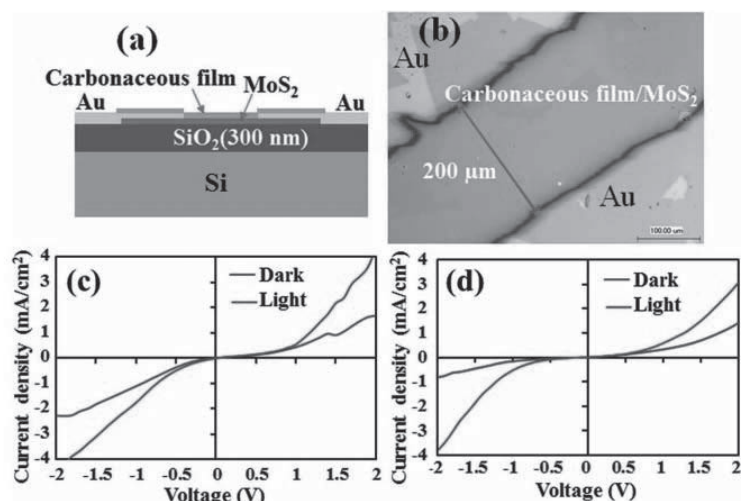 (a)
Carbonaceous film
MoS2
Au
Au
SiO2(300 nm)
Si
(b)
Au
Carbonaceous film/MoS2
200 μm
Au
100.00 um
(c)
Dark
Light
Current density (mA/cm2)
4
3
2
1
0
-1
-2
-3
-4
-2 -1.5 -1 -0.5 0 0.5 1 1.5 2
Voltage (V)
(d)
Dark
Light
Current density (mA/cm2)
4
3
2
1
0
-1
-2
-3
-4
-2 -1.5 -1 -0.5 0 0.5 1 1.5 2
Voltage (V)